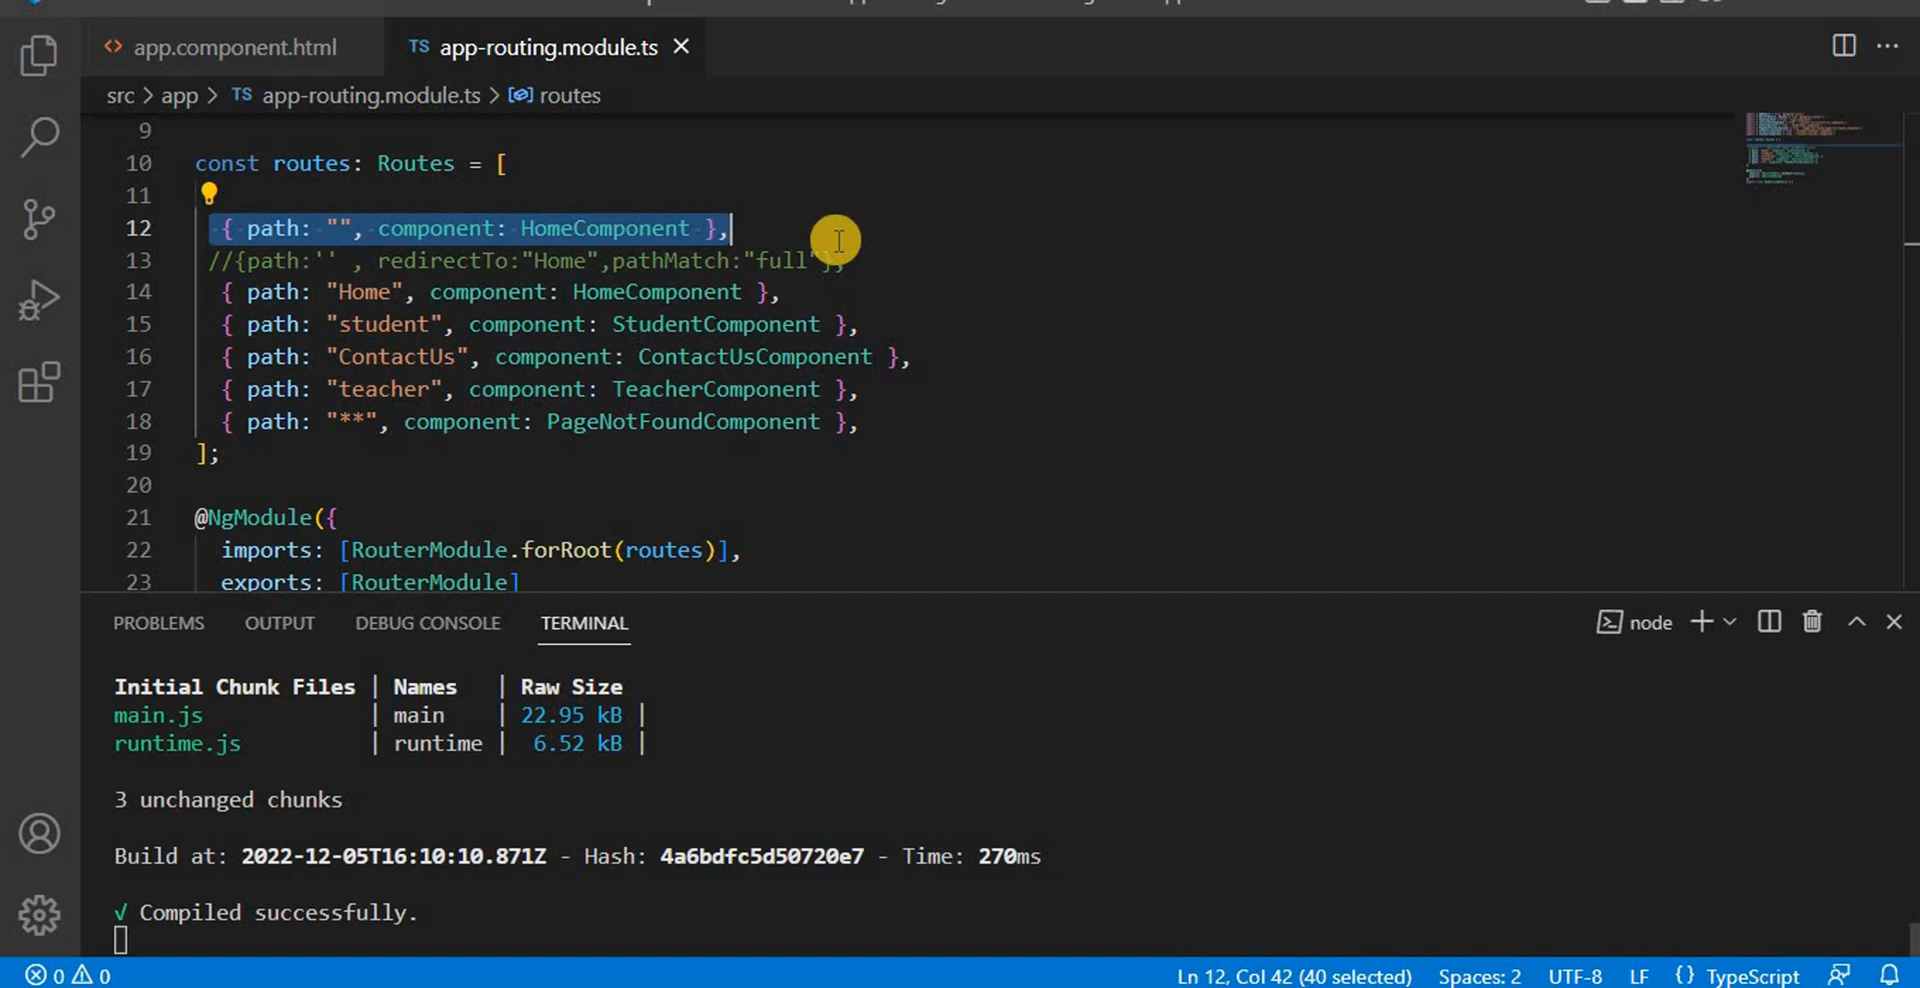 app.component.html
TS app-routing.module.ts
src > app > TS app-routing.module.ts > routes
9
10 const routes: Routes = [
11
12 { path: "", component: HomeComponent },
13 //{path:'' , redirectTo:"Home",pathMatch:"full"},
14 { path: "Home", component: HomeComponent },
15 { path: "student", component: StudentComponent },
16 { path: "ContactUs", component: ContactUsComponent },
17 { path: "teacher", component: TeacherComponent },
18 { path: "**", component: PageNotFoundComponent },
19 ];
20
21 @NgModule({
22 imports: [RouterModule.forRoot(routes)],
23 exports: [RouterModule]
PROBLEMS OUTPUT DEBUG CONSOLE TERMINAL node
Initial Chunk Files | Names | Raw Size
main.js | main | 22.95 kB |
runtime.js | runtime | 6.52 kB |
3 unchanged chunks
Build at: 2022-12-05T16:10:10.871Z - Hash: 4a6bdfc5d50720e7 - Time: 270ms
√ Compiled successfully.
0 0 Ln 12, Col 42 (40 selected) Spaces: 2 UTF-8 LF {} TypeScript